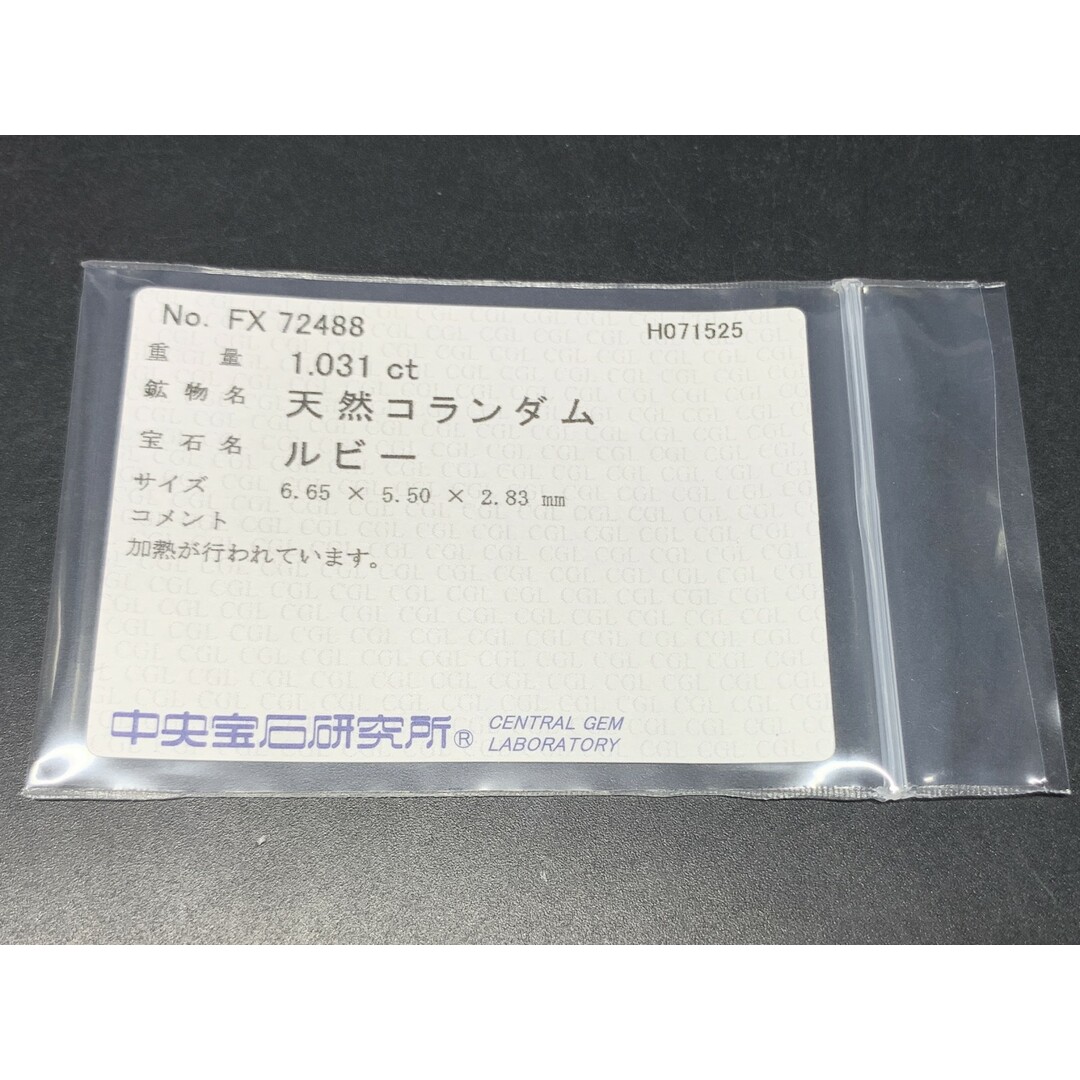 No. FX 72488 H071525
重量 1.031 ct
鉱物名 天然コランダム
宝石名 ルビー
サイズ 6.65 × 5.50 × 2.83 mm
コメント
加熱が行われています。
中央宝石研究所® CENTRAL GEM
LABORATORY